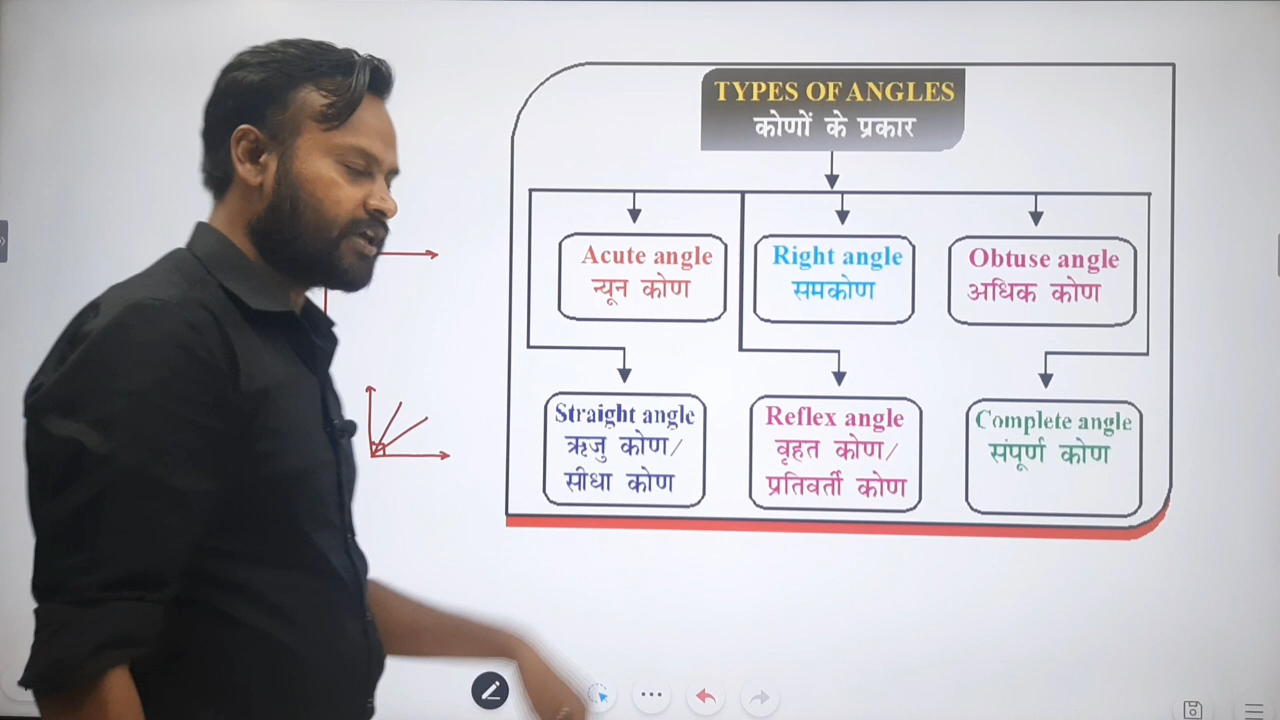 TYPES OF ANGLES
कोणों के प्रकार
Acute angle
न्यून कोण
Right angle
समकोण
Obtuse angle
अधिक कोण
Straight angle
ऋजु कोण/
सीधा कोण
Reflex angle
वृहत कोण/
प्रतिवर्ती कोण
Complete angle
संपूर्ण कोण